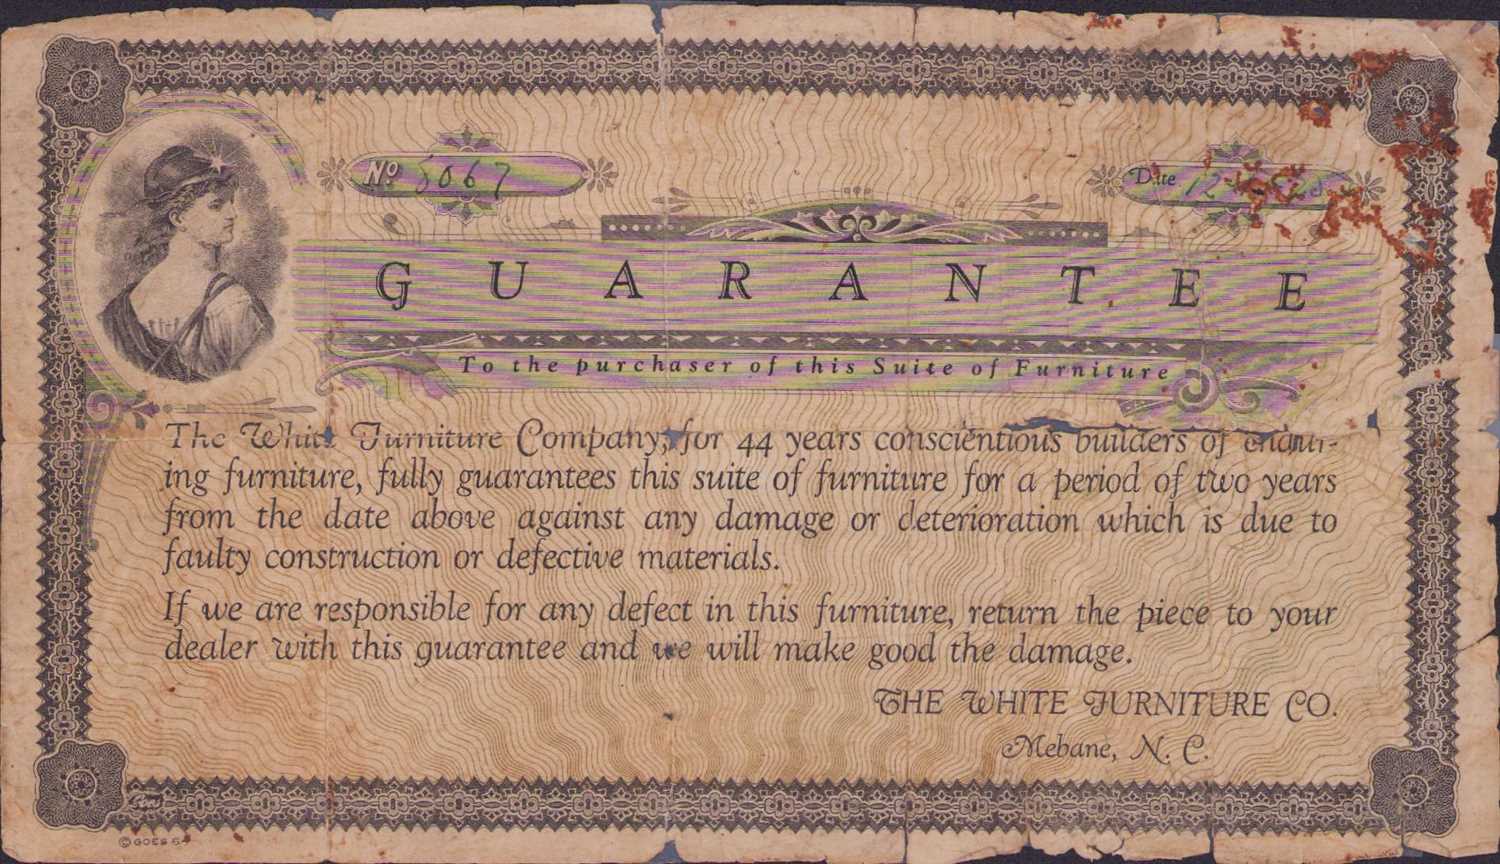 No 5067
Date 12
GUARANTEE
To the purchaser of this Suite of Furniture
The White Furniture Company, for 44 years conscientious builders of endur-
ing furniture, fully guarantees this suite of furniture for a period of two years
from the date above against any damage or deterioration which is due to
faulty construction or defective materials.
If we are responsible for any defect in this furniture, return the piece to your
dealer with this guarantee and we will make good the damage.
THE WHITE FURNITURE CO.
Mebane, N. C.
Goes
© GOES 64